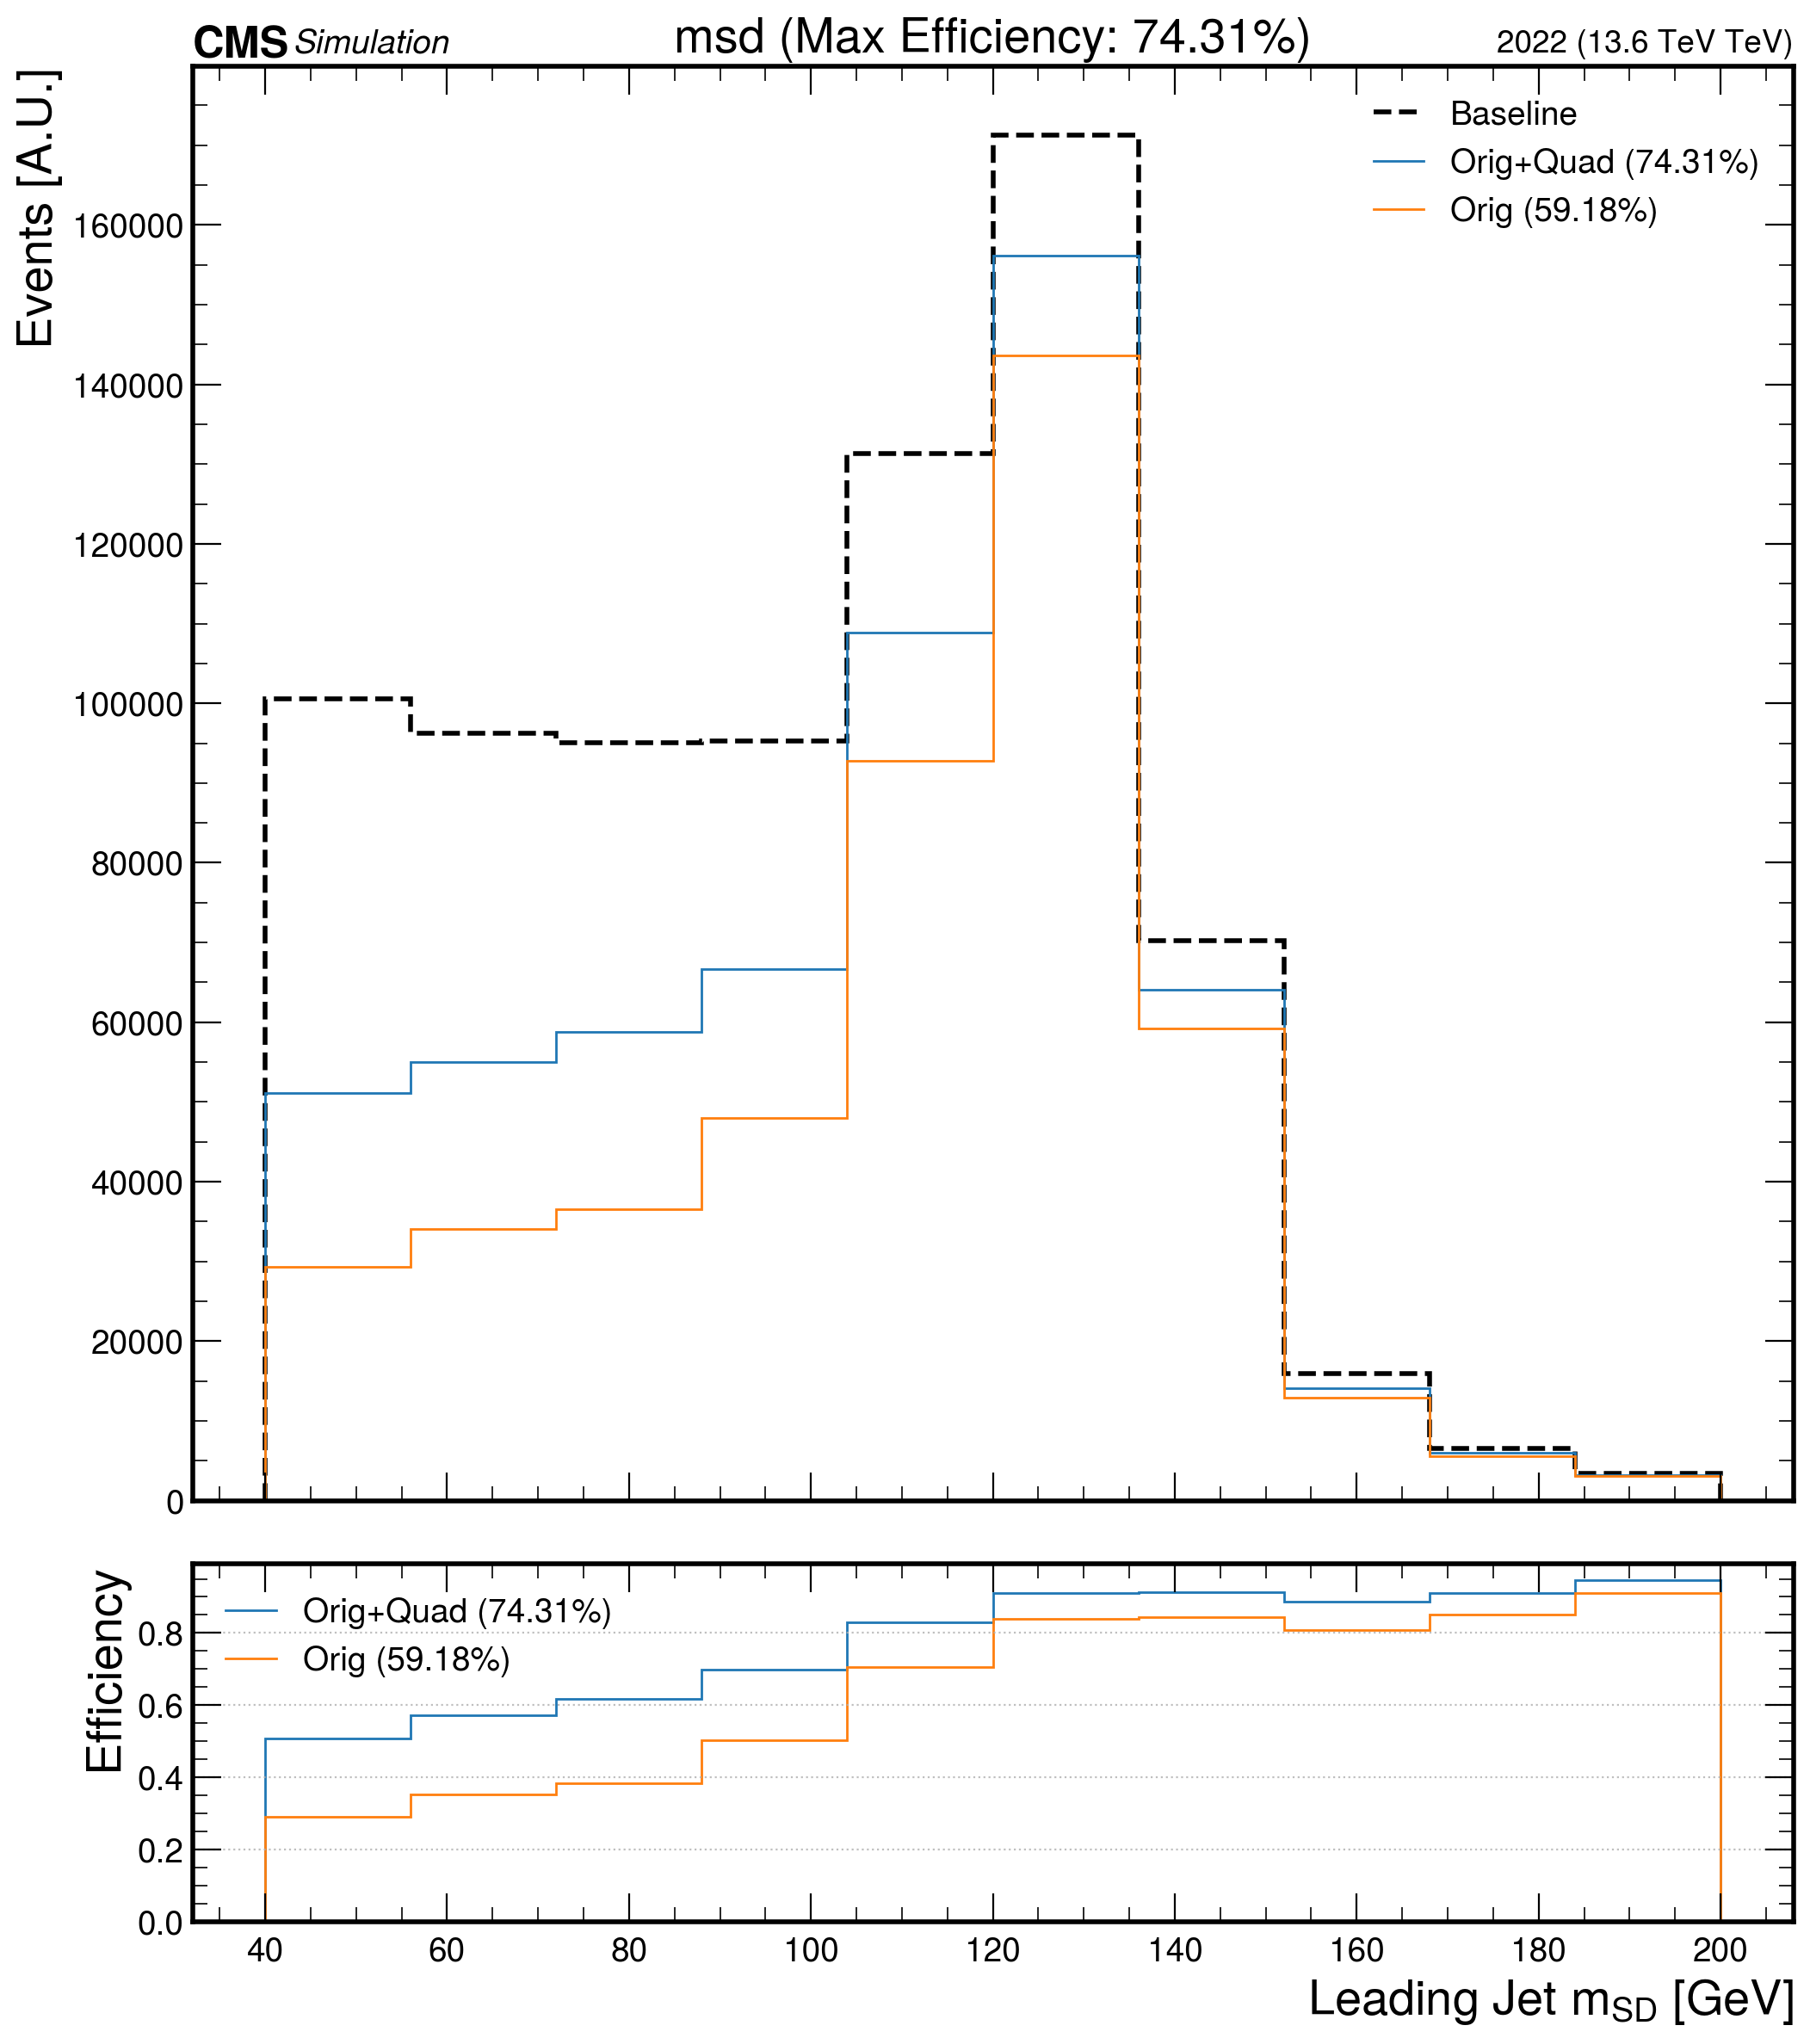 CMS Simulation
msd (Max Efficiency: 74.31%)
2022 (13.6 TeV TeV)
Events [A.U.]
Baseline
Orig+Quad (74.31%)
Orig (59.18%)
160000
140000
120000
100000
80000
60000
40000
20000
0
Efficiency
Orig+Quad (74.31%)
Orig (59.18%)
0.8
0.6
0.4
0.2
0.0
40 60 80 100 120 140 160 180 200
Leading Jet mSD [GeV]